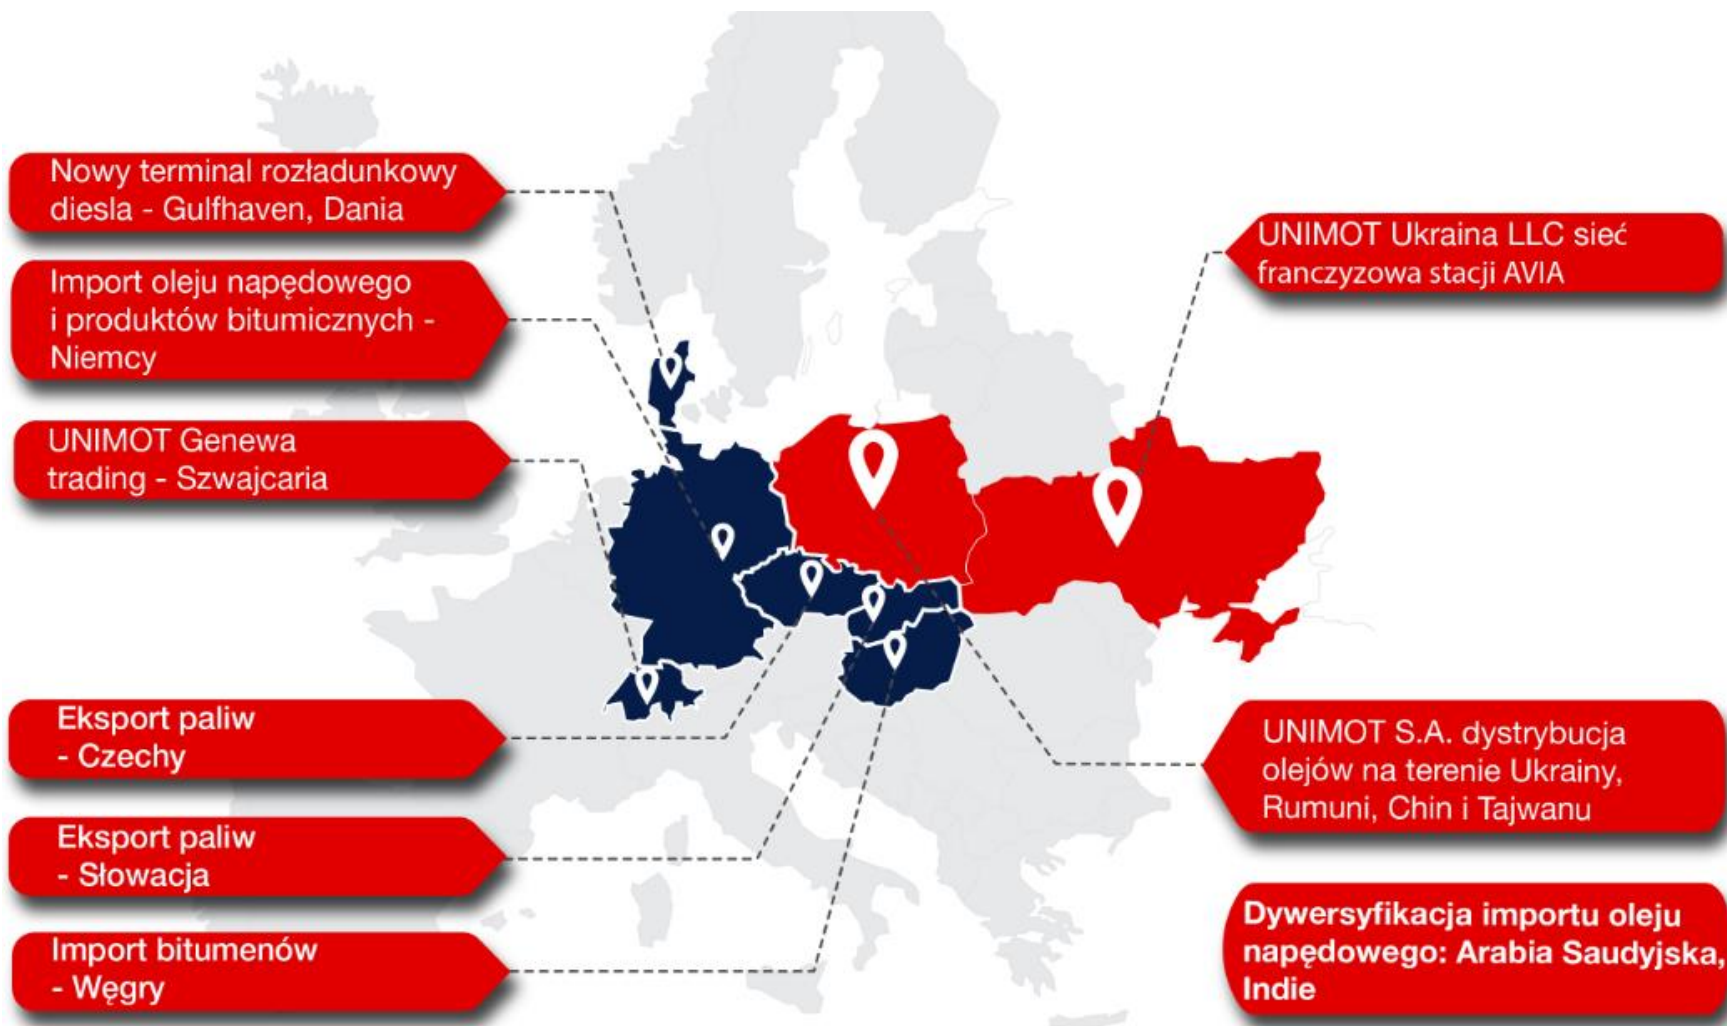 Nowy terminal rozładunkowy
diesla - Gulfhaven, Dania
Import oleju napędowego
i produktów bitumicznych -
Niemcy
UNIMOT Genewa
trading - Szwajcaria
Eksport paliw
- Czechy
Eksport paliw
- Słowacja
Import bitumenów
- Węgry
UNIMOT Ukraina LLC sieć
franczyzowa stacji AVIA
UNIMOT S.A. dystrybucja
olejów na terenie Ukrainy,
Rumuni, Chin i Tajwanu
Dywersyfikacja importu oleju
napędowego: Arabia Saudyjska,
Indie